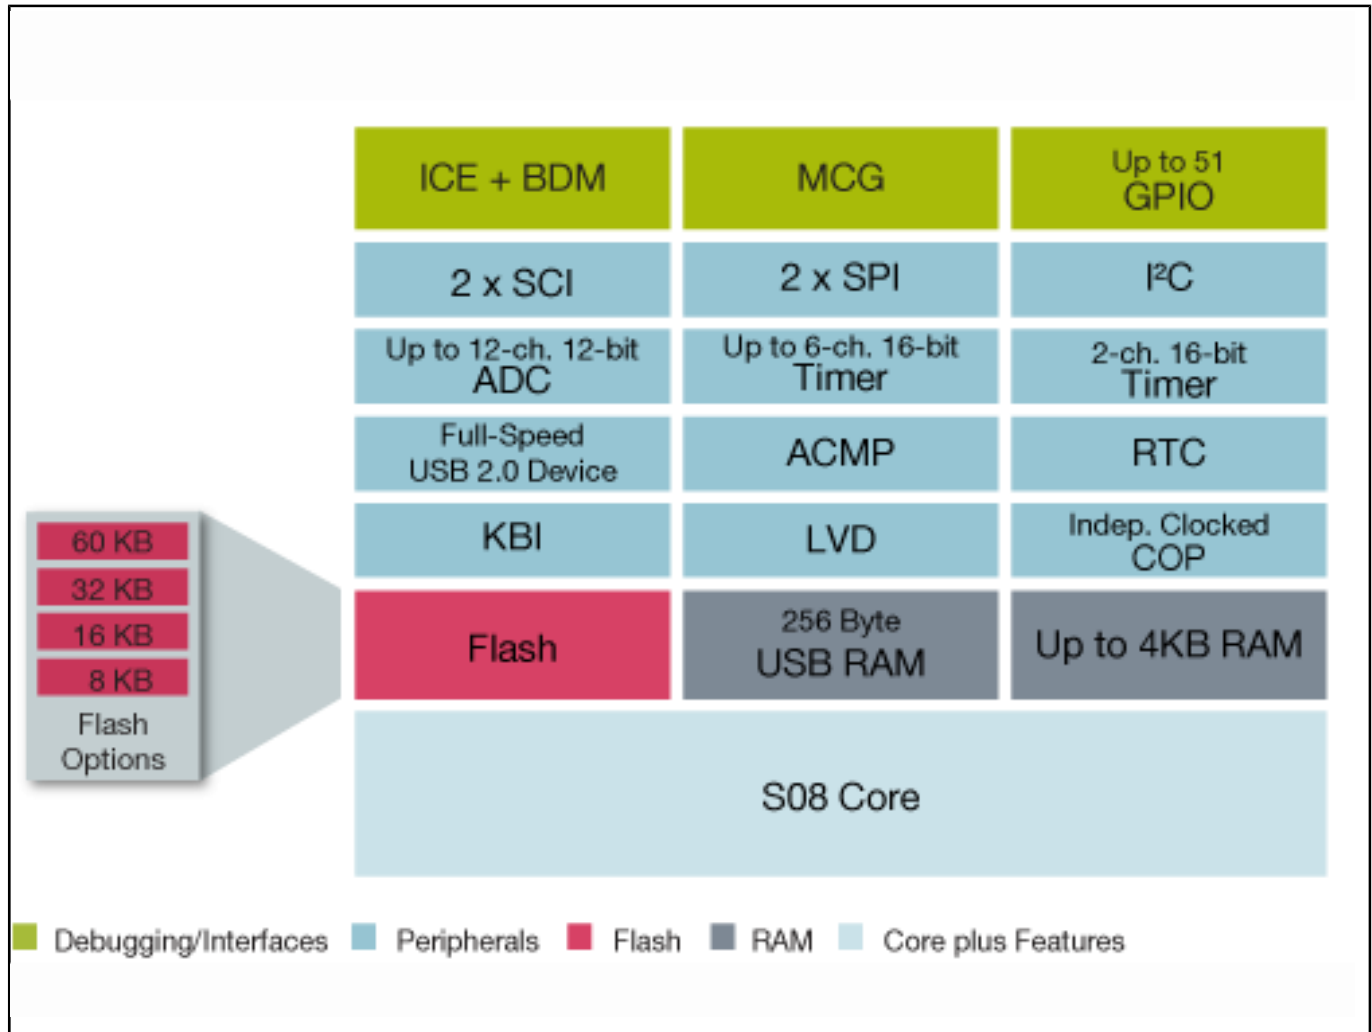 ICE + BDM
MCG
Up to 51
GPIO
2 x SCI
2 x SPI
I²C
Up to 12-ch. 12-bit
ADC
Up to 6-ch. 16-bit
Timer
2-ch. 16-bit
Timer
Full-Speed
USB 2.0 Device
ACMP
RTC
KBI
LVD
Indep. Clocked
COP
60 KB
32 KB
16 KB
8 KB
Flash
Options
Flash
256 Byte
USB RAM
Up to 4KB RAM
S08 Core
Debugging/Interfaces
Peripherals
Flash
RAM
Core plus Features